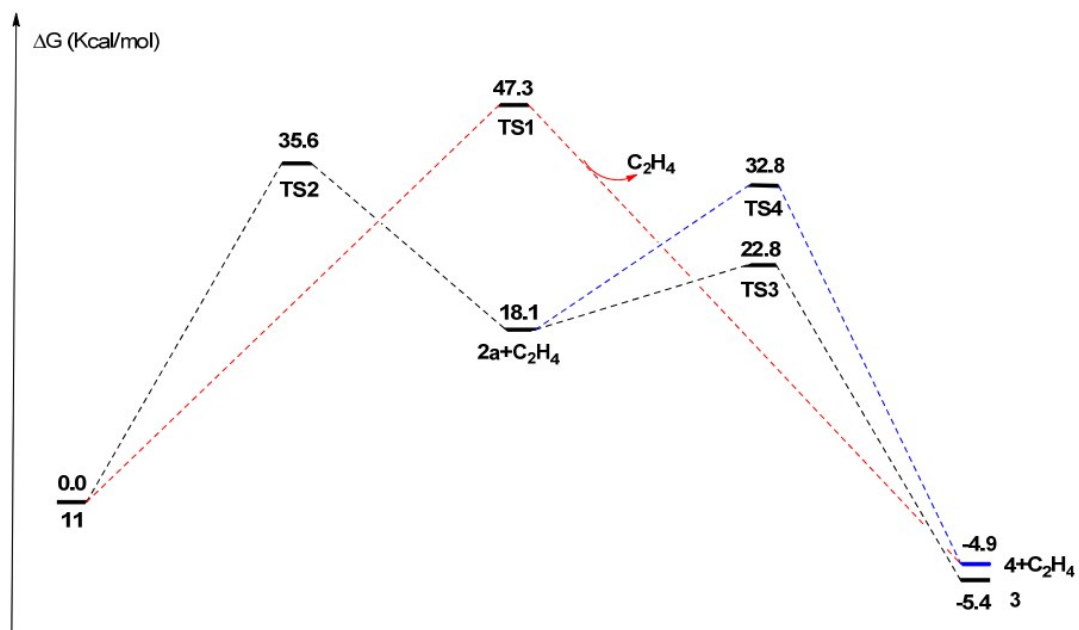 ΔG (Kcal/mol)
47.3
TS1
35.6
TS2
C₂H₄
32.8
TS4
22.8
TS3
18.1
2a+C₂H₄
0.0
11
-4.9
4+C₂H₄
-5.4
3